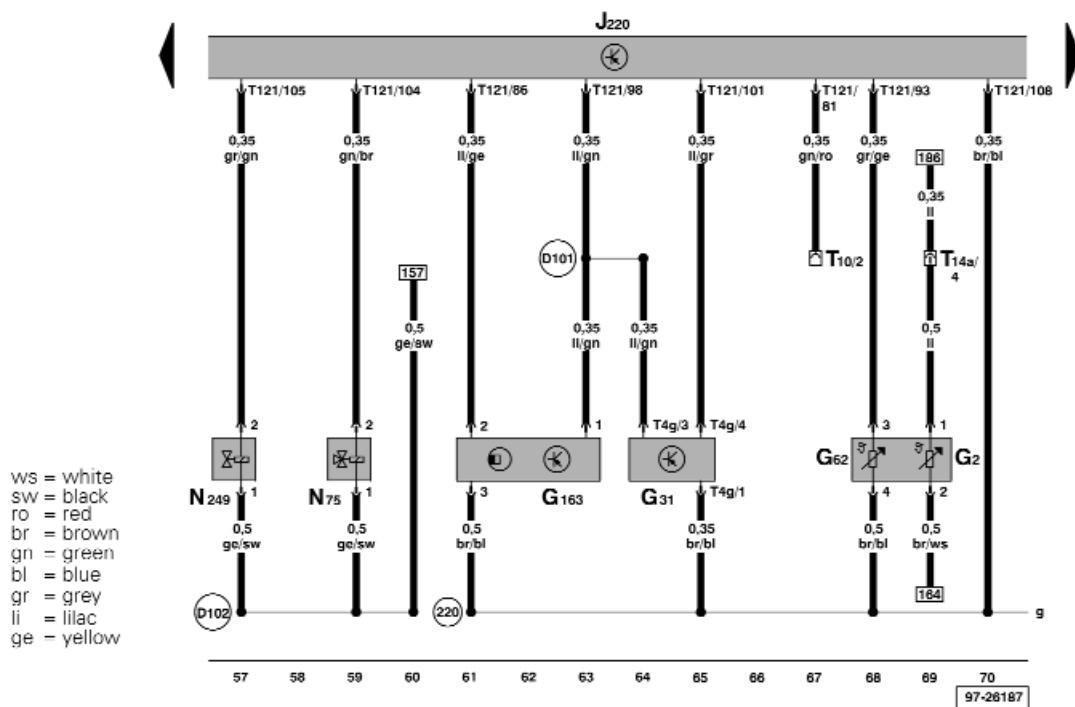 J220
T121/105 T121/104 T121/86 T121/98 T121/101 T121/ T121/93 T121/108
81
0,35 0,35 0,35 0,35 0,35 0,35 0,35 0,35
gr/gn gn/br li/ge li/gn li/gr gn/ro gr/ge br/bl
186
0,35
li
D101 T10/2 T14a/
4
157
0,5 0,35 0,35 0,5
ge/sw li/gn li/gn li
2 2 2 1 T4g/3 T4g/4 3 1
G62 G2
N249 1 N75 1 3 G163 G31 T4g/1 4 2
0,5 0,5 0,5 0,35 0,5 0,5
ge/sw ge/sw br/bl br/bl br/bl br/ws
164
D102 220 g
ws = white
sw = black
ro = red
br = brown
gn = green
bl = blue
gr = grey
li = lilac
ge = yellow
57 58 59 60 61 62 63 64 65 66 67 68 69 70
97-26187